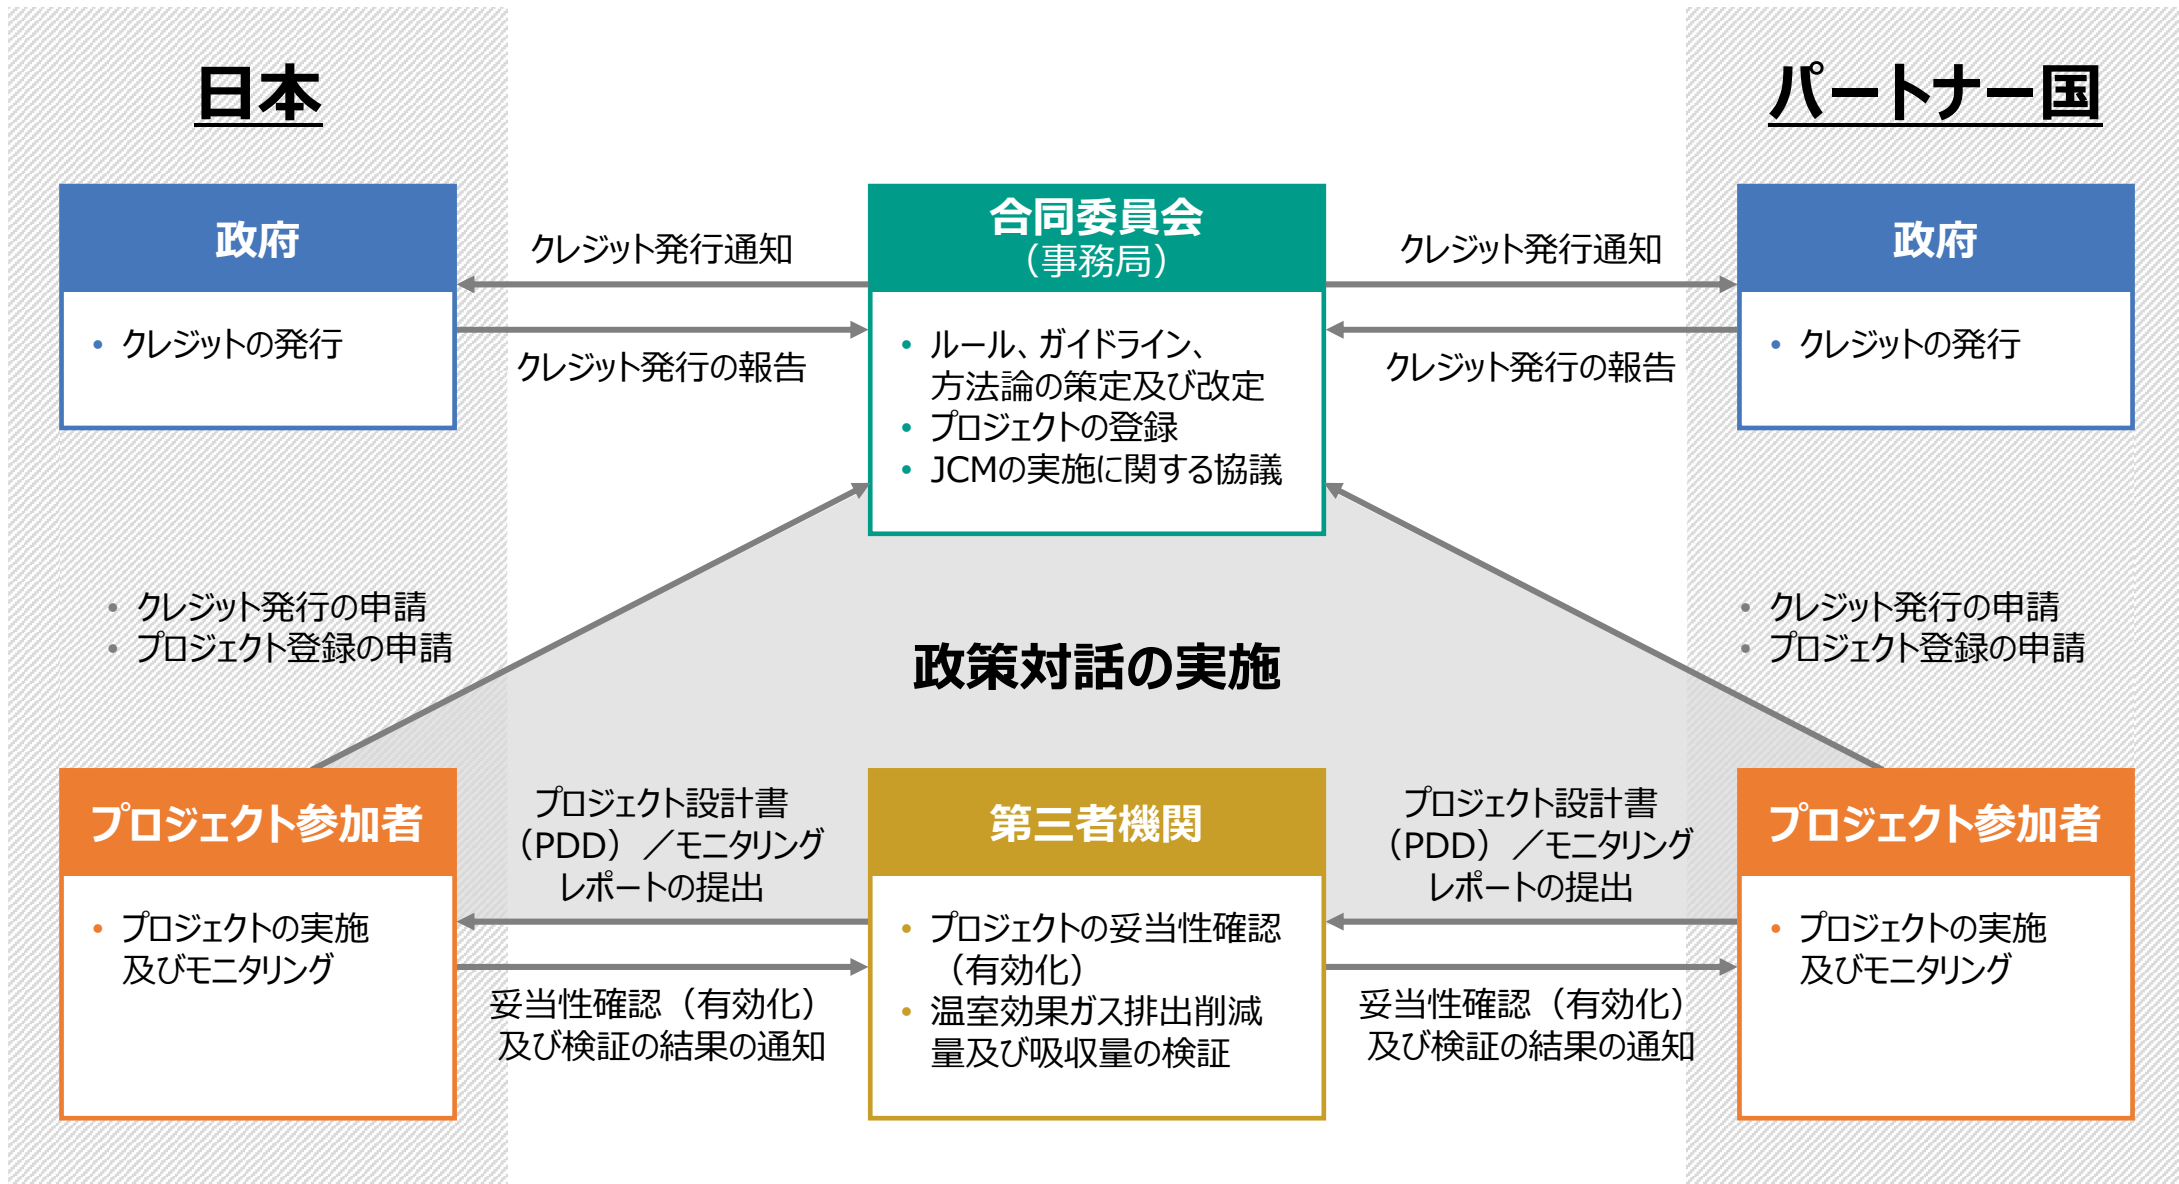 日本
パートナー国
政府
• クレジットの発行
クレジット発行通知
クレジット発行の報告
合同委員会
（事務局）
• ルール、ガイドライン、
方法論の策定及び改定
• プロジェクトの登録
• JCMの実施に関する協議
クレジット発行通知
クレジット発行の報告
政府
• クレジットの発行
• クレジット発行の申請
• プロジェクト登録の申請
政策対話の実施
• クレジット発行の申請
• プロジェクト登録の申請
プロジェクト参加者
• プロジェクトの実施
及びモニタリング
プロジェクト設計書
（PDD）／モニタリング
レポートの提出
妥当性確認（有効化）
及び検証の結果の通知
第三者機関
• プロジェクトの妥当性確認
（有効化）
• 温室効果ガス排出削減
量及び吸収量の検証
プロジェクト設計書
（PDD）／モニタリング
レポートの提出
妥当性確認（有効化）
及び検証の結果の通知
プロジェクト参加者
• プロジェクトの実施
及びモニタリング